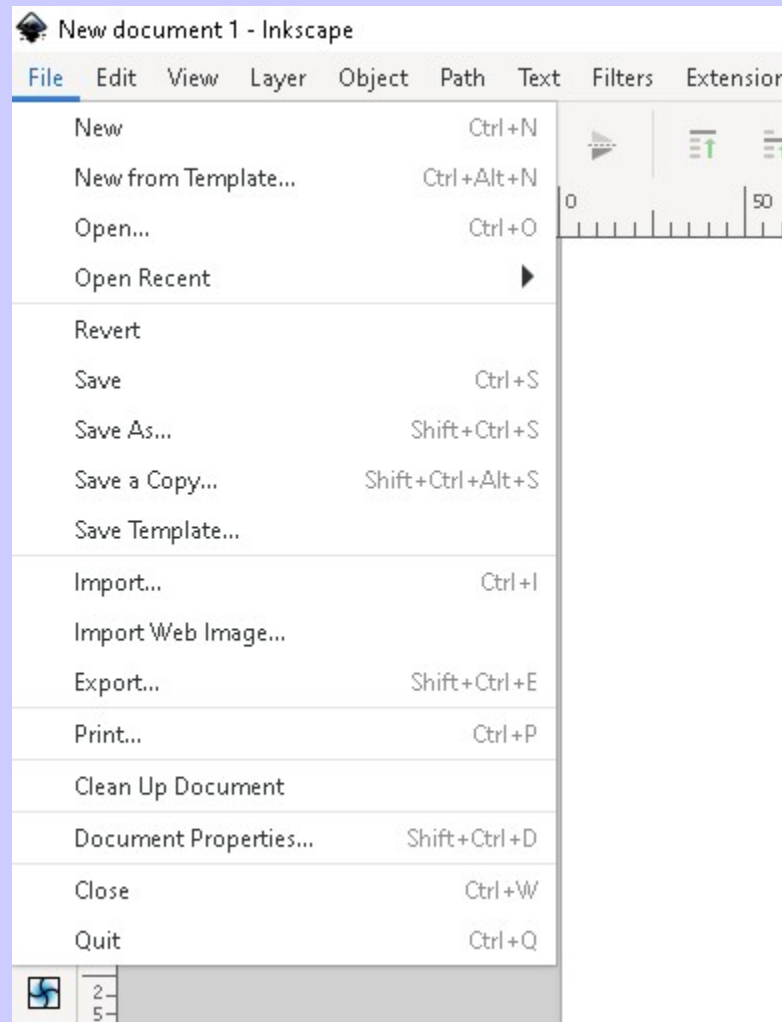 New document 1 - Inkscape
File Edit View Layer Object Path Text Filters Extension
New Ctrl+N
New from Template... Ctrl+Alt+N
Open... Ctrl+O
Open Recent
Revert
Save Ctrl+S
Save As... Shift+Ctrl+S
Save a Copy... Shift+Ctrl+Alt+S
Save Template...
Import... Ctrl+I
Import Web Image...
Export... Shift+Ctrl+E
Print... Ctrl+P
Clean Up Document
Document Properties... Shift+Ctrl+D
Close Ctrl+W
Quit Ctrl+Q
0 50
2
5